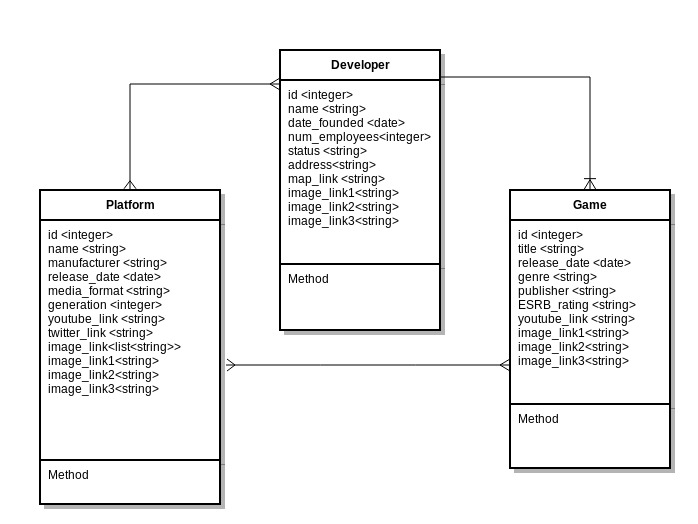 Developer
id <integer>
name <string>
date_founded <date>
num_employees<integer>
status <string>
address<string>
map_link <string>
image_link1<string>
image_link2<string>
image_link3<string>
Method
Platform
id <integer>
name <string>
manufacturer <string>
release_date <date>
media_format <string>
generation <integer>
youtube_link <string>
twitter_link <string>
image_link<list<string>>
image_link1<string>
image_link2<string>
image_link3<string>
Method
Game
id <integer>
title <string>
release_date <date>
genre <string>
publisher <string>
ESRB_rating <string>
youtube_link <string>
image_link1<string>
image_link2<string>
image_link3<string>
Method